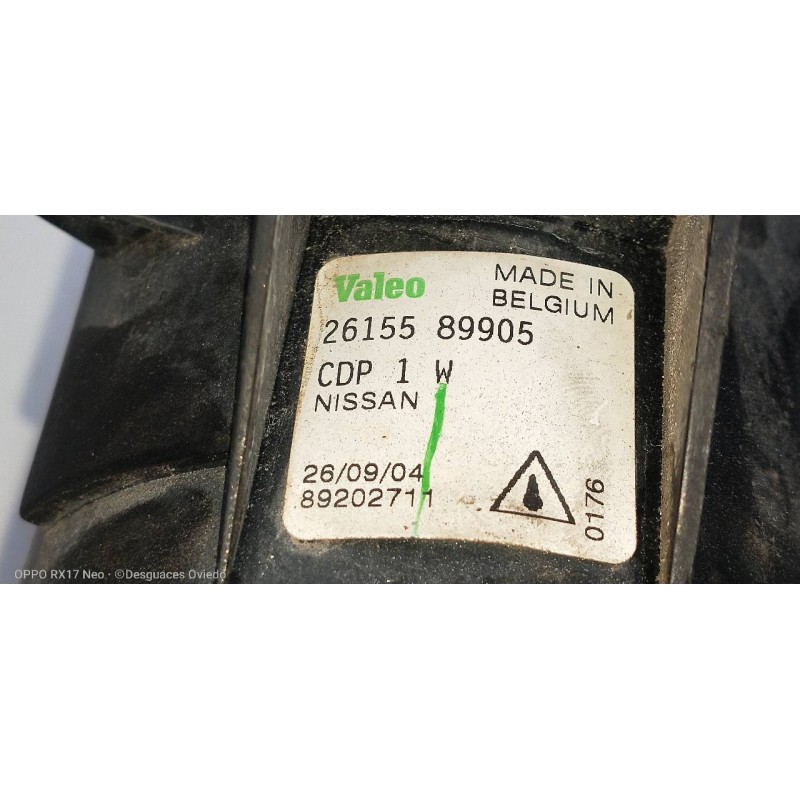 Valeo
MADE IN
BELGIUM
26155 89905
CDP 1 W
NISSAN
26/09/04
89202711
0176
OPPO RX17 Neo · ©Desguaces Oviedo